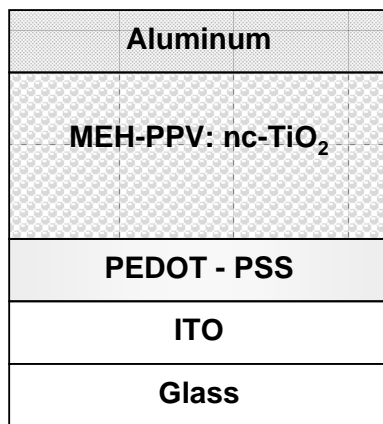 Aluminum
MEH-PPV: nc-TiO₂
PEDOT - PSS
ITO
Glass